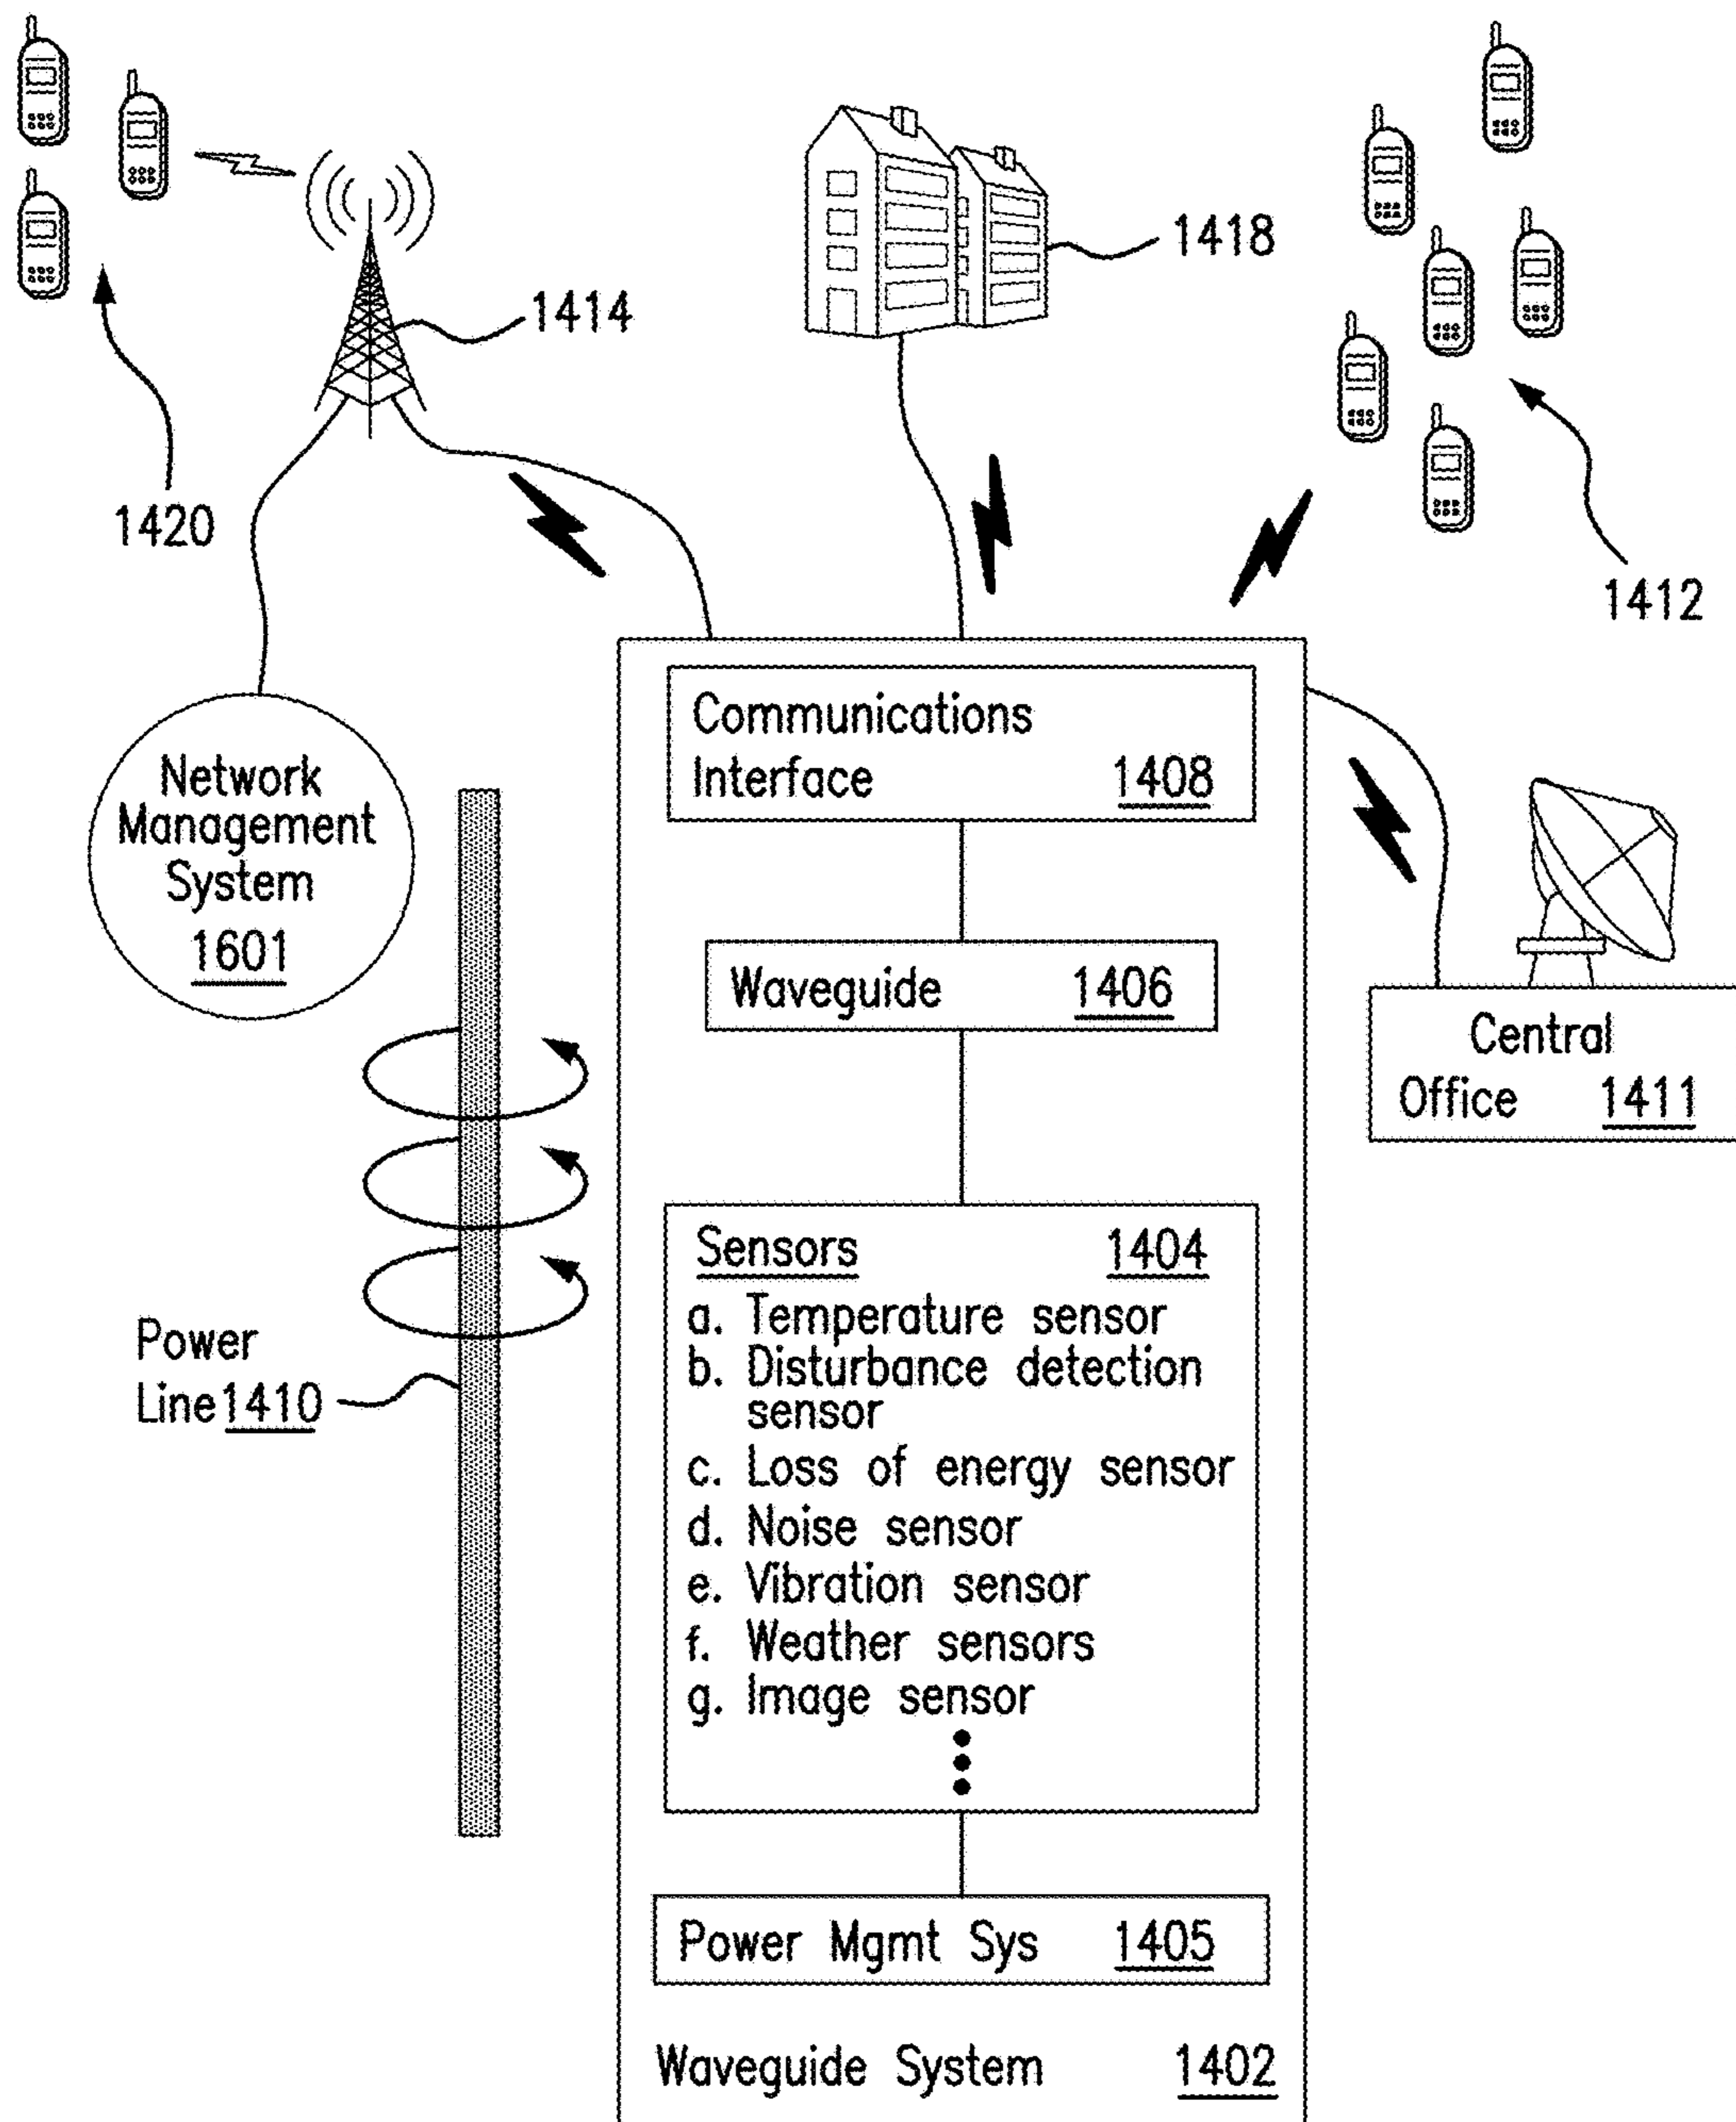 1418
1414
1420
1412
Communications
Interface 1408
Network
Management
System
1601
Waveguide 1406
Central
Office 1411
Sensors 1404
a. Temperature sensor
b. Disturbance detection
sensor
c. Loss of energy sensor
d. Noise sensor
e. Vibration sensor
f. Weather sensors
g. Image sensor
Power
Line 1410
Power Mgmt Sys 1405
Waveguide System 1402